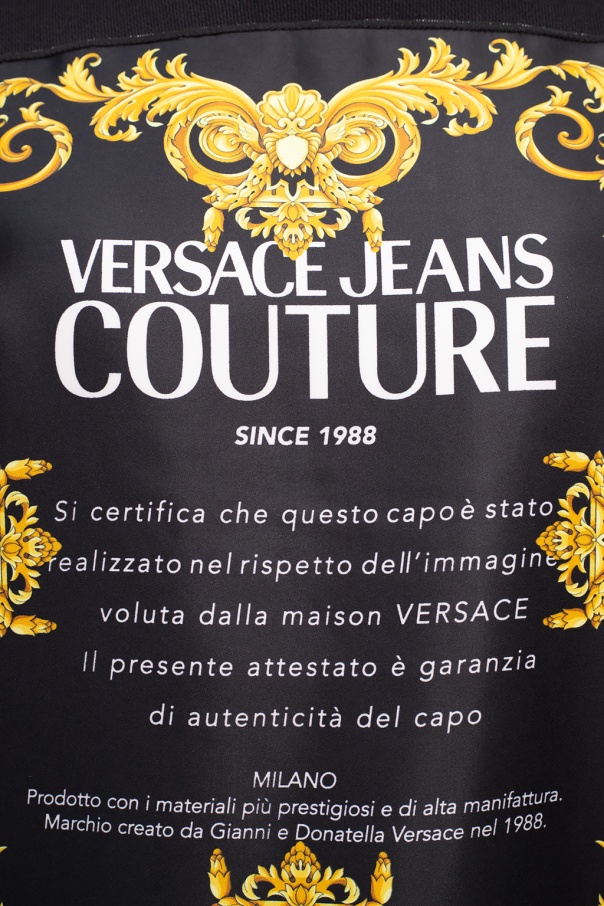 VERSACE JEANS
COUTURE
SINCE 1988
Si certifica che questo capo è stato
realizzato nel rispetto dell'immagine
voluta dalla maison VERSACE
Il presente attestato è garanzia
di autenticità del capo
MILANO
Prodotto con i materiali più prestigiosi e di alta manifattura.
Marchio creato da Gianni e Donatella Versace nel 1988.